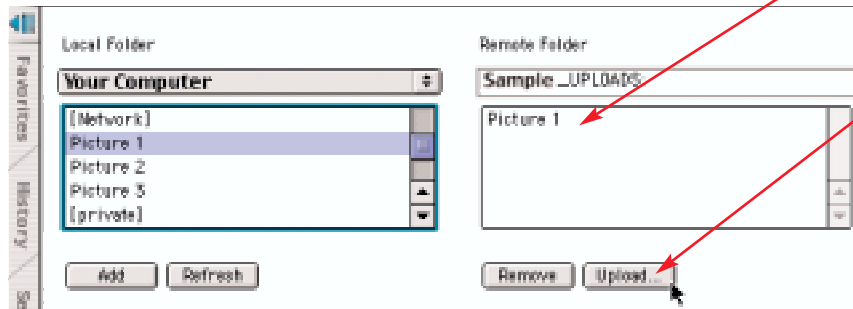 Favorites
History
Local Folder
Your Computer
[Network]
Picture 1
Picture 2
Picture 3
[private]
Add
Refresh
Remote Folder
Sample_UPLOADS
Picture 1
Remove
Upload...